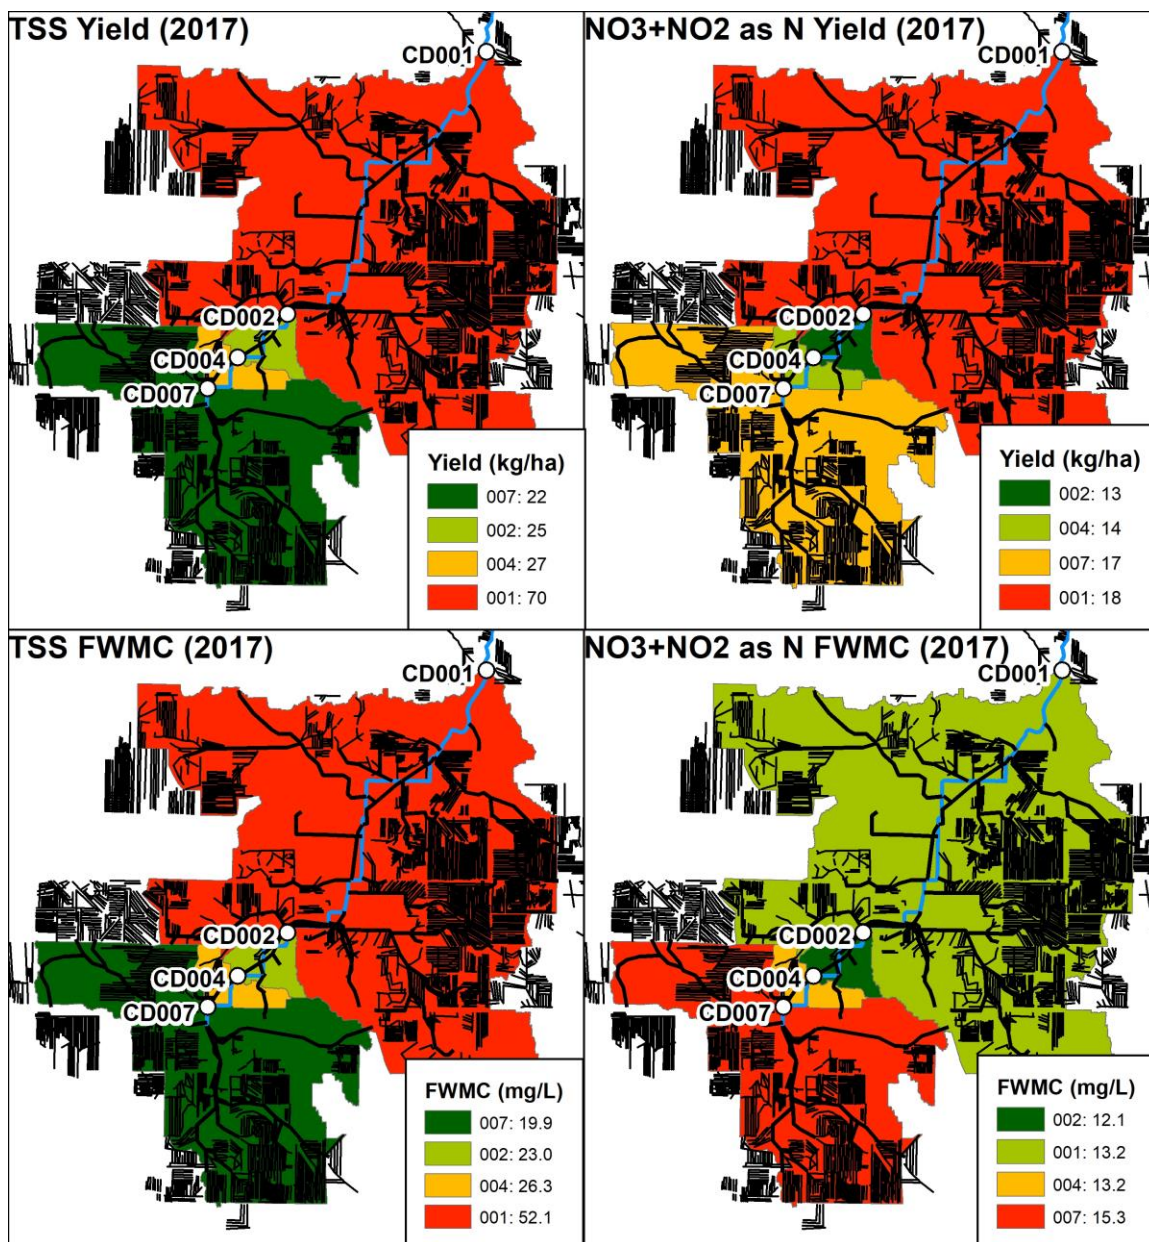 TSS Yield (2017)
CD001
CD002
CD004
CD007
Yield (kg/ha)
007: 22
002: 25
004: 27
001: 70
NO3+NO2 as N Yield (2017)
CD001
CD002
CD004
CD007
Yield (kg/ha)
002: 13
004: 14
007: 17
001: 18
TSS FWMC (2017)
CD001
CD002
CD004
CD007
FWMC (mg/L)
007: 19.9
002: 23.0
004: 26.3
001: 52.1
NO3+NO2 as N FWMC (2017)
CD001
CD002
CD004
CD007
FWMC (mg/L)
002: 12.1
001: 13.2
004: 13.2
007: 15.3